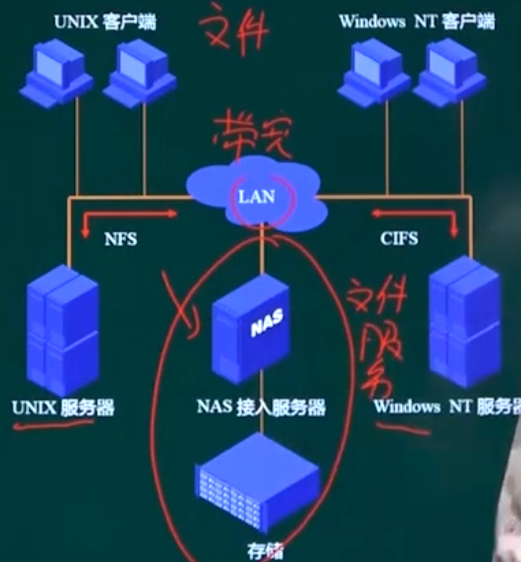 UNIX 客户端
文件
Windows NT 客户端
带宽
LAN
NFS
CIFS
NAS
文件
服
务
UNIX 服务器
NAS 接入服务器
Windows NT 服务器
存储